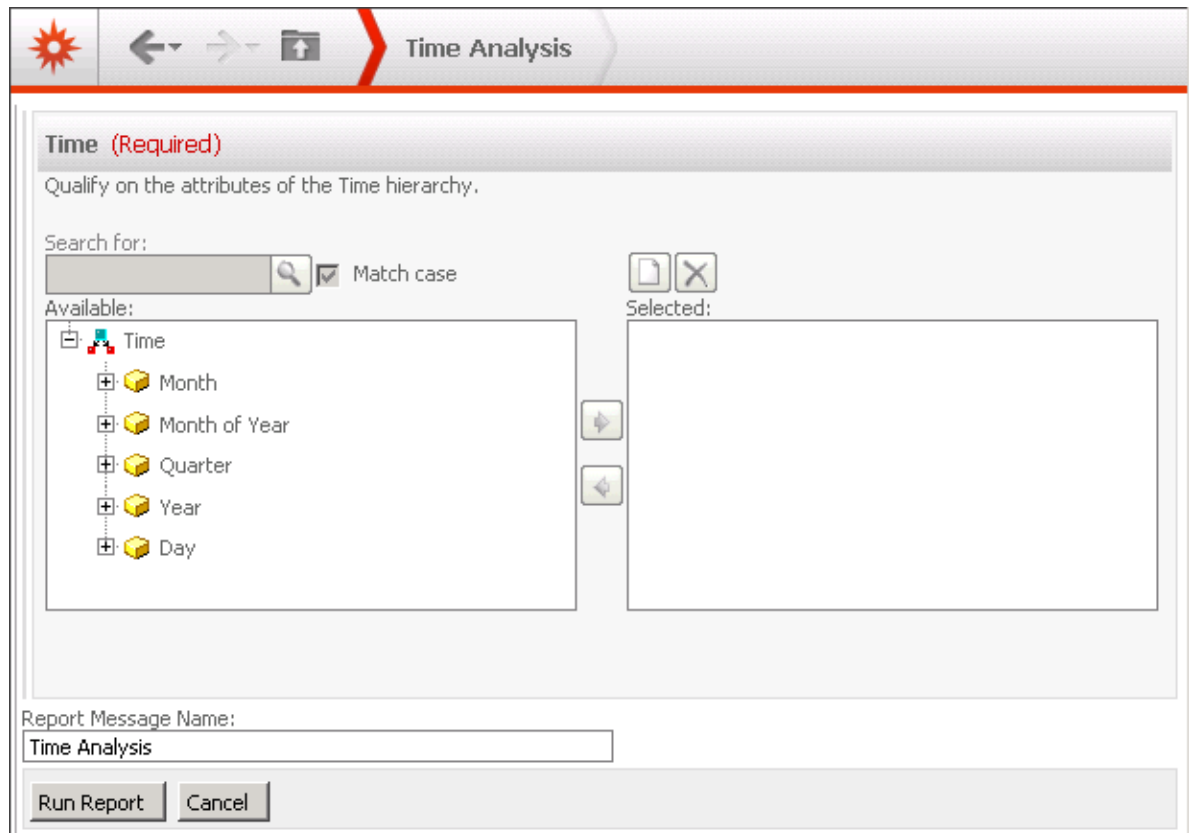 Time Analysis
Time (Required)
Qualify on the attributes of the Time hierarchy.
Search for:
Match case
Available:
Selected:
Time
Month
Month of Year
Quarter
Year
Day
Report Message Name:
Time Analysis
Run Report Cancel